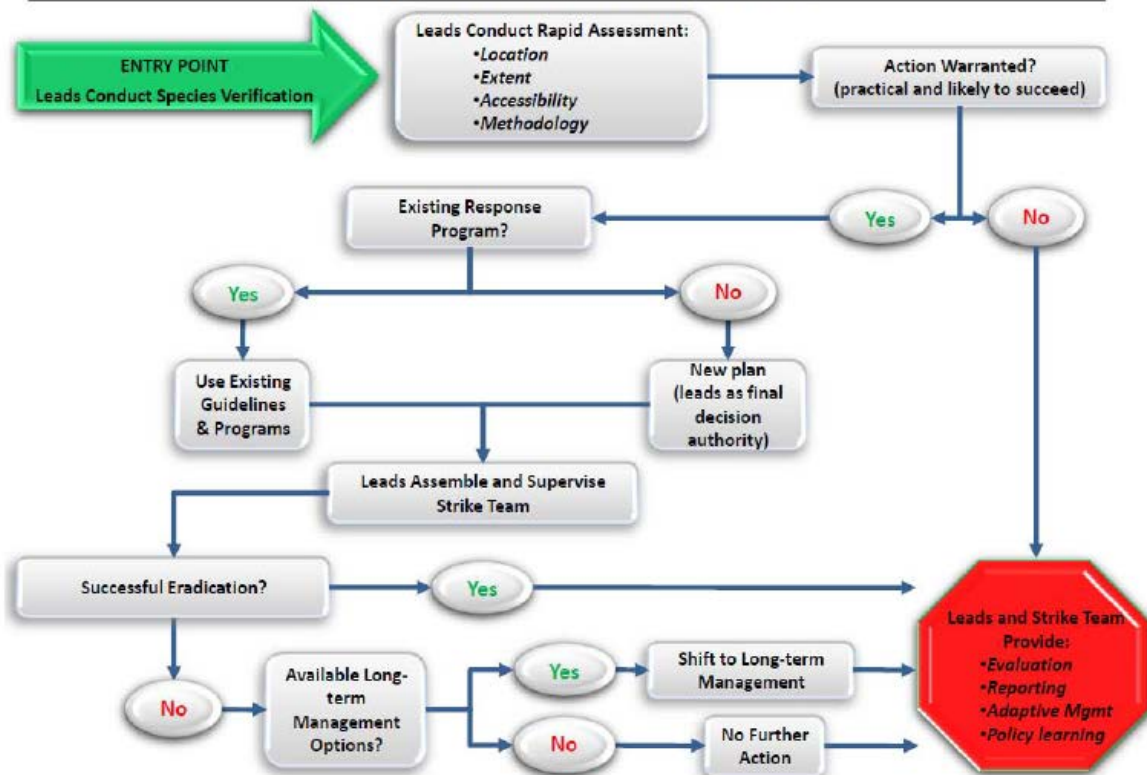 ENTRY POINT
Leads Conduct Species Verification
Leads Conduct Rapid Assessment:
•Location
•Extent
•Accessibility
•Methodology
Action Warranted?
(practical and likely to succeed)
Existing Response
Program?
Yes
No
Yes
No
Use Existing
Guidelines
& Programs
New plan
(leads as final
decision
authority)
Leads Assemble and Supervise
Strike Team
Successful Eradication?
Yes
No
Available Long-
term
Management
Options?
Yes
Shift to Long-term
Management
No
No Further
Action
Leads and Strike Team
Provide:
•Evaluation
•Reporting
•Adaptive Mgmt
•Policy learning